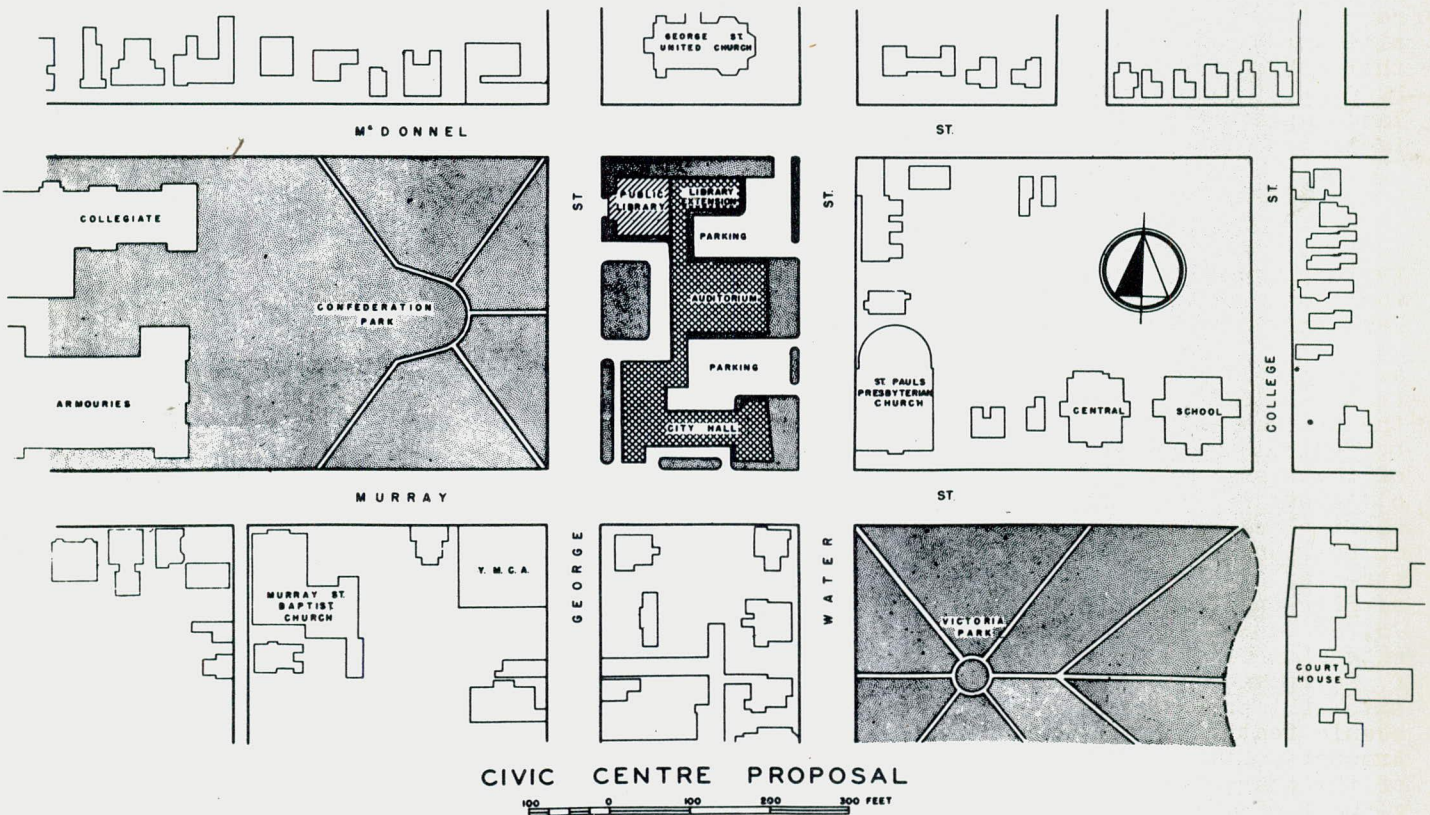 GEORGE ST.
UNITED CHURCH
Mc DONNEL ST.
COLLEGIATE
ST
PUBLIC
LIBRARY
LIBRARY
EXTENSION
PARKING
ST.
ST.
CONFEDERATION
PARK
AUDITORIUM
ARMOURIES
PARKING
CITY HALL
ST. PAULS
PRESBYTERIAN
CHURCH
CENTRAL SCHOOL
COLLEGE
MURRAY ST.
Y. M. C. A.
MURRAY ST.
BAPTIST
CHURCH
GEORGE
WATER
VICTORIA
PARK
COURT
HOUSE
CIVIC CENTRE PROPOSAL
100 0 100 200 300 FEET